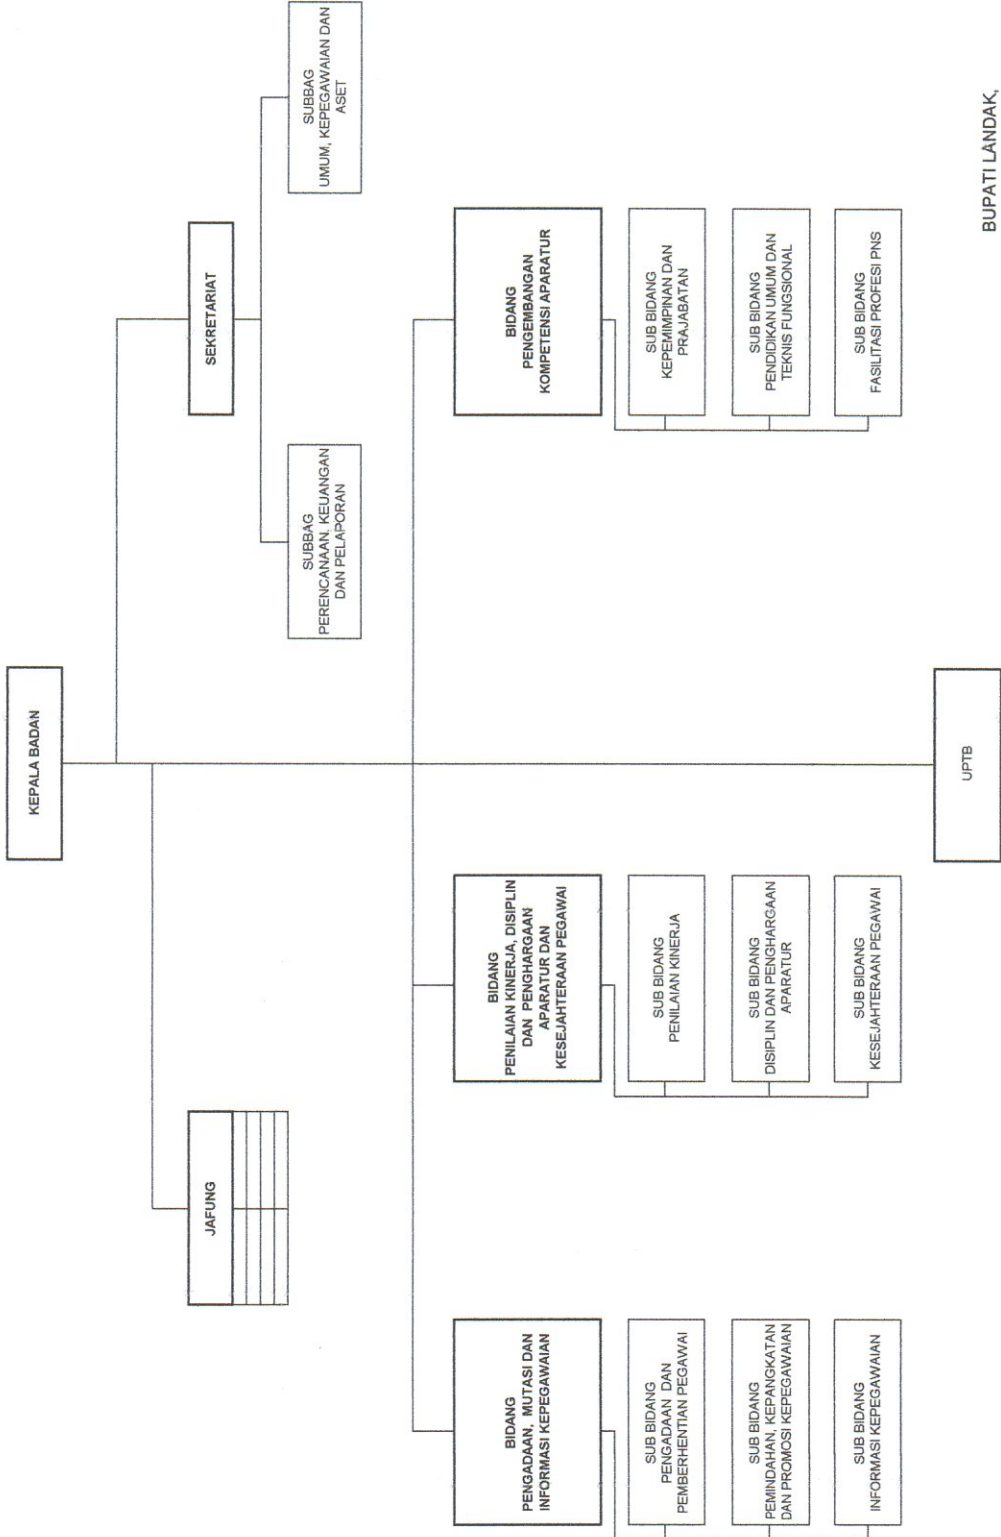 KEPALA BADAN
SEKRETARIAT
JAFUNG
SUBBAG
PERENCANAAN, KEUANGAN
DAN PELAPORAN
SUBBAG
UMUM, KEPEGAWAIAN DAN
ASET
BIDANG
PENGADAAN, MUTASI DAN
INFORMASI KEPEGAWAIAN
SUB BIDANG
PENGADAAN DAN
PEMBERHENTIAN PEGAWAI
SUB BIDANG
PEMINDAHAN, KEPANGKATAN
DAN PROMOSI KEPEGAWAIAN
SUB BIDANG
INFORMASI KEPEGAWAIAN
BIDANG
PENILAIAN KINERJA, DISIPLIN
DAN PENGHARGAAN
APARATUR DAN
KESEJAHTERAAN PEGAWAI
SUB BIDANG
PENILAIAN KINERJA
SUB BIDANG
DISIPLIN DAN PENGHARGAAN
APARATUR
SUB BIDANG
KESEJAHTERAAN PEGAWAI
BIDANG
PENGEMBANGAN
KOMPETENSI APARATUR
SUB BIDANG
KEPEMIMPINAN DAN
PRAJABATAN
SUB BIDANG
PENDIDIKAN UMUM DAN
TEKNIS FUNGSIONAL
SUB BIDANG
FASILITASI PROFESI PNS
UPTB
BUPATI LANDAK,